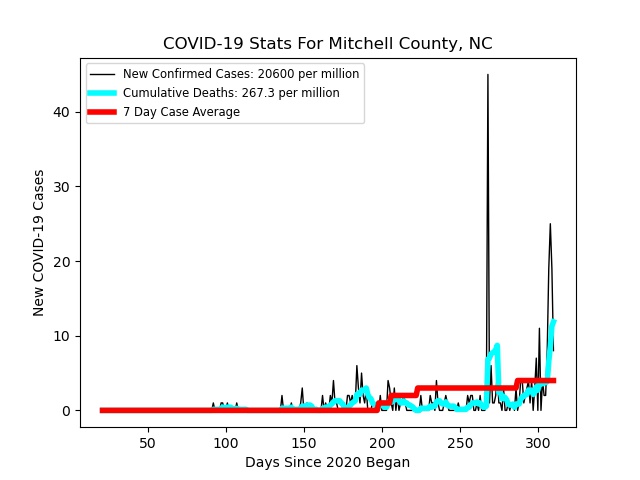 COVID-19 Stats For Mitchell County, NC
New Confirmed Cases: 20600 per million
Cumulative Deaths: 267.3 per million
7 Day Case Average
New COVID-19 Cases
40
30
20
10
0
50 100 150 200 250 300
Days Since 2020 Began